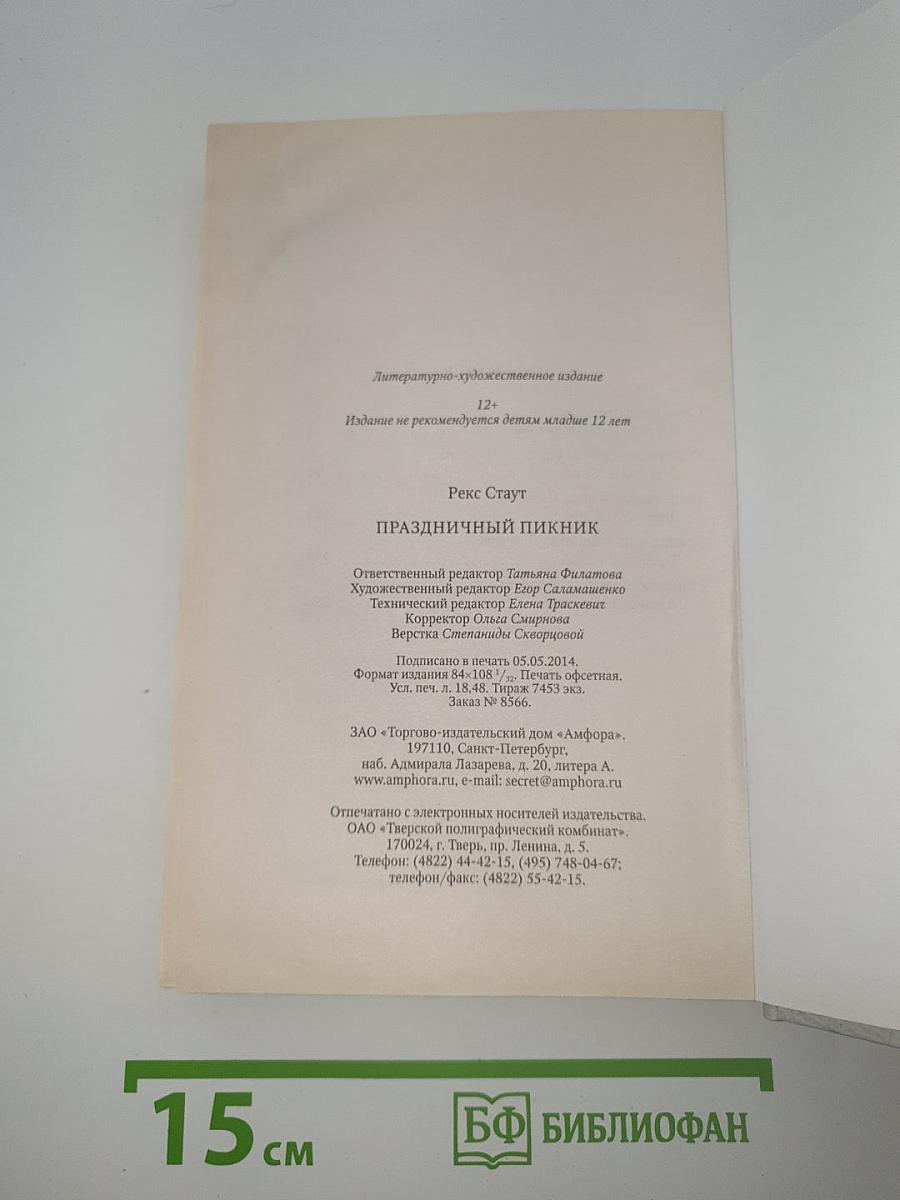 Литературно-художественное издание
12+
Издание не рекомендуется детям младше 12 лет
Рекс Стаут
ПРАЗДНИЧНЫЙ ПИКНИК
Ответственный редактор Татьяна Филатова
Художественный редактор Егор Саламашенко
Технический редактор Елена Траскевич
Корректор Ольга Смирнова
Верстка Степаниды Скворцовой
Подписано в печать 05.05.2014.
Формат издания 84×108 1/32. Печать офсетная.
Усл. печ. л. 18,48. Тираж 7453 экз.
Заказ № 8566.
ЗАО «Торгово-издательский дом «Амфора».
197110, Санкт-Петербург,
наб. Адмирала Лазарева, д. 20, литера А.
www.amphora.ru, e-mail: secret@amphora.ru
Отпечатано с электронных носителей издательства.
ОАО «Тверской полиграфический комбинат».
170024, г. Тверь, пр. Ленина, д. 5.
Телефон: (4822) 44-42-15, (495) 748-04-67;
телефон/факс: (4822) 55-42-15.
15 см
БФ БИБЛИОФАН